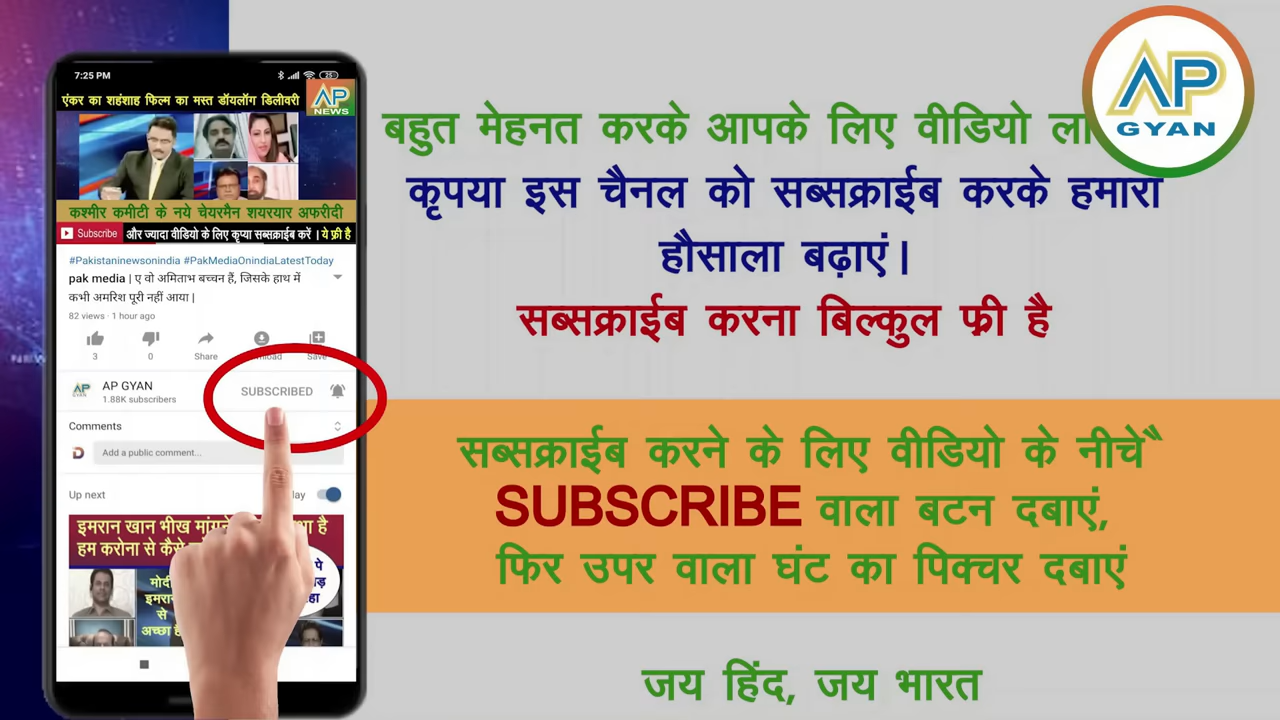 7:25 PM
25
एंकर का शहंशाह फिल्म का मस्त डॉयलॉग डिलीवरी
AP
NEWS
कश्मीर कमीटी के नये चेयरमैन शयरयार अफरीदी
Subscribe और ज्यादा वीडियो के लिए कृप्या सब्सक्राईब करें । ये फ्री है
#Pakistaninewsonindia #PakMediaOnindiaLatestToday
pak media | ए वो अमिताभ बच्चन हैं, जिसके हाथ में
कभी अमरिश पूरी नहीं आया |
82 views · 1 hour ago
3
0
Share
Save
AP GYAN
1.88K subscribers
SUBSCRIBED
Comments
Add a public comment...
Up next
इमरान खान भीख मांगने
हम करोना से कैसे
है
मोदी
से
अच्छा
AP
GYAN
बहुत मेहनत करके आपके लिए वीडियो
कृपया इस चैनल को सब्सक्राईब करके हमारा
हौसाला बढ़ाएं।
सब्सक्राईब करना बिल्कुल फ्री है
सब्सक्राईब करने के लिए वीडियो के नीचे
SUBSCRIBE वाला बटन दबाएं,
फिर उपर वाला घंट का पिक्चर दबाएं
जय हिंद, जय भारत